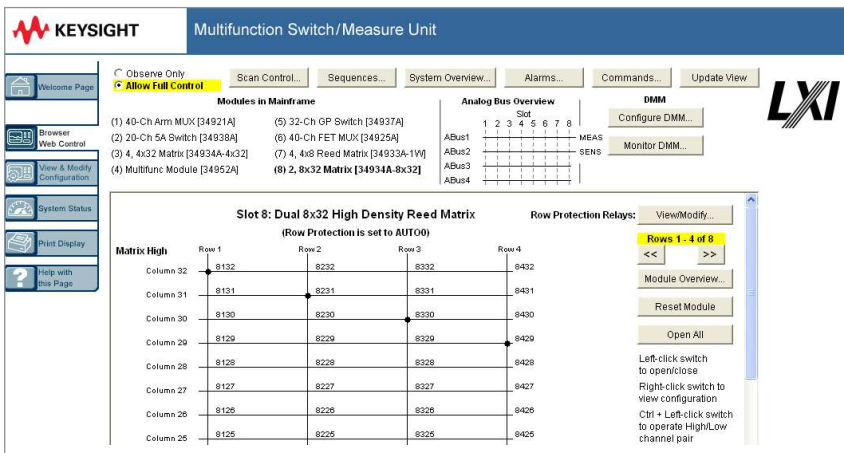 KEYSIGHT Multifunction Switch/Measure Unit
Observe Only
Allow Full Control
Scan Control... Sequences... System Overview... Alarms... Commands... Update View
LXI
Welcome Page
Browser
Web Control
View & Modify
Configuration
System Status
Print Display
Help with
this Page
Modules in Mainframe
(1) 40-Ch Arm MUX [34921A] (5) 32-Ch GP Switch [34937A]
(2) 20-Ch 5A Switch [34938A] (6) 40-Ch FET MUX [34925A]
(3) 4, 4x32 Matrix [34934A-4x32] (7) 4, 4x8 Reed Matrix [34933A-1W]
(4) Multifunc Module [34952A] (8) 2, 8x32 Matrix [34934A-8x32]
Analog Bus Overview
Slot
1 2 3 4 5 6 7 8
ABus1 MEAS
ABus2 SENS
ABus3
ABus4
DMM
Configure DMM...
Monitor DMM...
Slot 8: Dual 8x32 High Density Reed Matrix
(Row Protection is set to AUTO0)
Row Protection Relays: View/Modify...
Rows 1 - 4 of 8
<< >>
Module Overview...
Reset Module
Open All
Left-click switch
to open/close
Right-click switch to
view configuration
Ctrl + Left-click switch
to operate High/Low
channel pair
Matrix High Row 1 Row 2 Row 3 Row 4
Column 32 8132 8232 8332 8432
Column 31 8131 8231 8331 8431
Column 30 8130 8230 8330 8430
Column 29 8129 8229 8329 8429
Column 28 8128 8228 8328 8428
Column 27 8127 8227 8327 8427
Column 26 8126 8226 8326 8426
Column 25 8125 8225 8325 8425